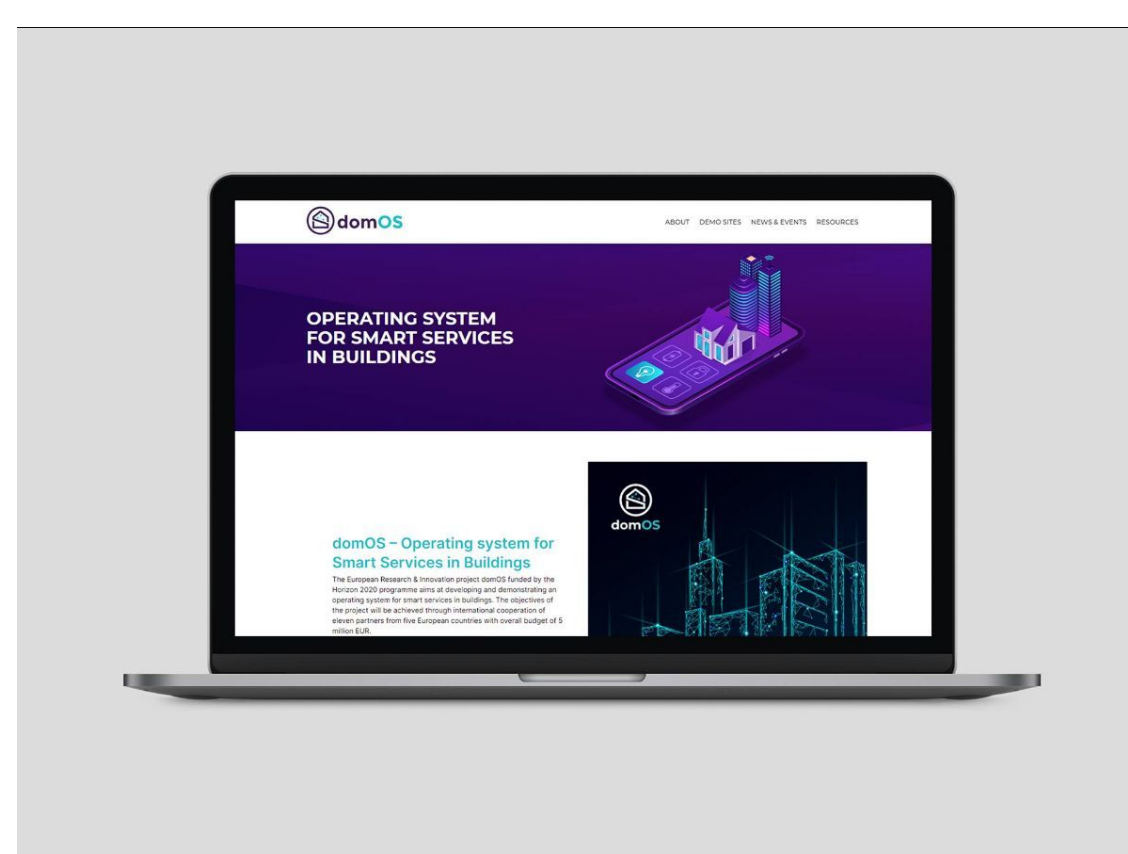 domOS
ABOUT DEMO SITES NEWS & EVENTS RESOURCES
OPERATING SYSTEM
FOR SMART SERVICES
IN BUILDINGS
domOS
domOS – Operating system for
Smart Services in Buildings
The European Research & Innovation project domOS funded by the
Horizon 2020 programme aims at developing and demonstrating an
operating system for smart services in buildings. The objectives of
the project will be achieved through international cooperation of
eleven partners from five European countries with overall budget of 5
million EUR.